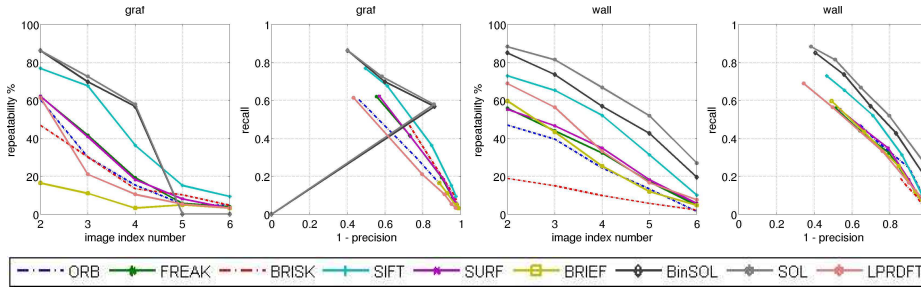 graf
graf
wall
wall
100
80
60
40
20
0
2 3 4 5 6
repeatability %
image index number
1
0.8
0.6
0.4
0.2
0
0 0.2 0.4 0.6 0.8 1
recall
1 - precision
100
80
60
40
20
0
2 3 4 5 6
repeatability %
image index number
1
0.8
0.6
0.4
0.2
0
0 0.2 0.4 0.6 0.8
recall
1 - precision
ORB FREAK BRISK SIFT SURF BRIEF BinSOL SOL LPRDFT